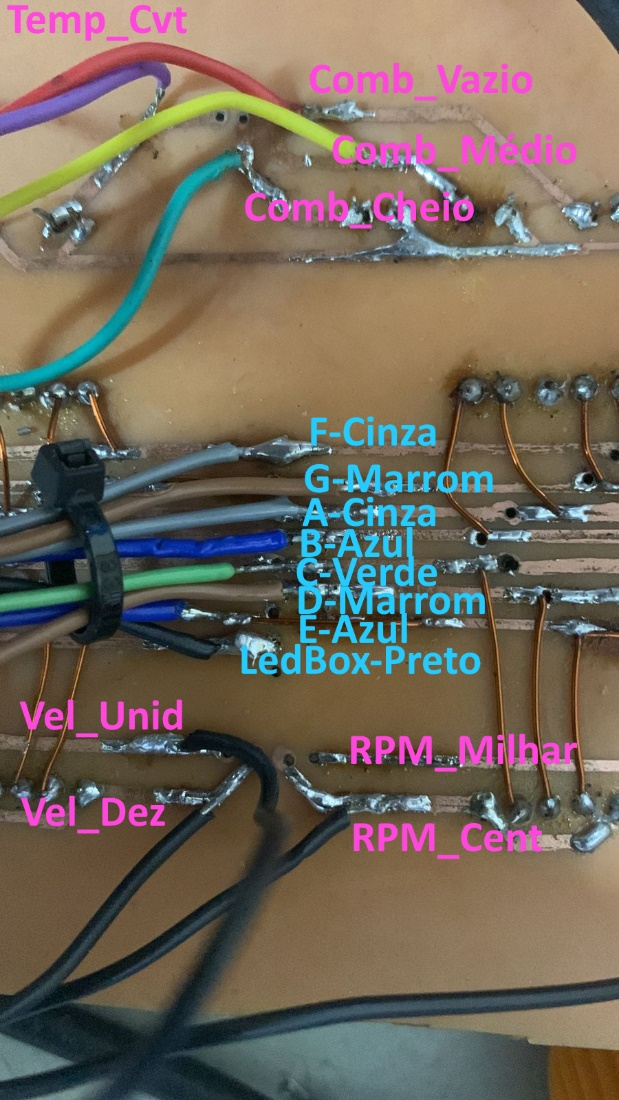 Temp_Cvt
Comb_Vazio
Comb_Médio
Comb_Cheio
F-Cinza
G-Marrom
A-Cinza
B-Azul
C-Verde
D-Marrom
E-Azul
LedBox-Preto
Vel_Unid
RPM_Milhar
Vel_Dez
RPM_Cent